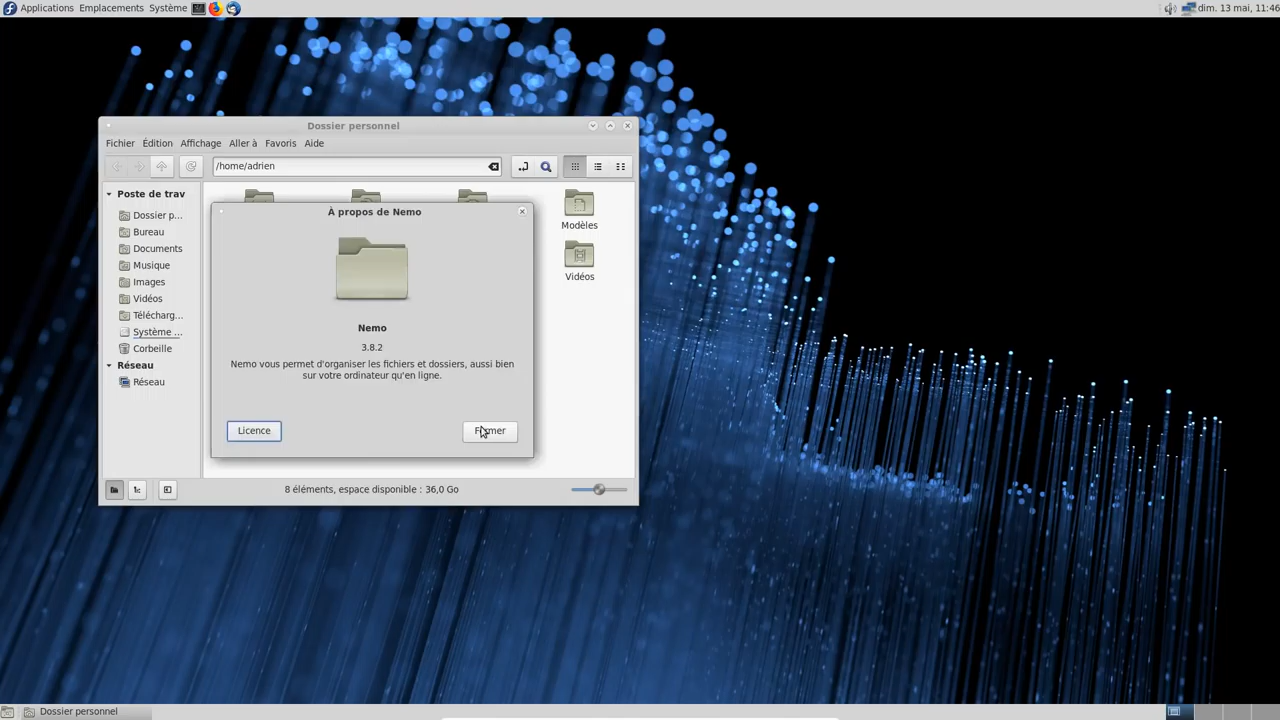 Applications Emplacements Système dim. 13 mai, 11:46
Dossier personnel
Fichier Édition Affichage Aller à Favoris Aide
/home/adrien
Poste de trav
Dossier p...
Bureau
Documents
Musique
Images
Vidéos
Télécharg...
Système ...
Corbeille
Réseau
Réseau
Modèles
Vidéos
À propos de Nemo
Nemo
3.8.2
Nemo vous permet d'organiser les fichiers et dossiers, aussi bien
sur votre ordinateur qu'en ligne.
Licence Fermer
8 éléments, espace disponible : 36,0 Go
Dossier personnel